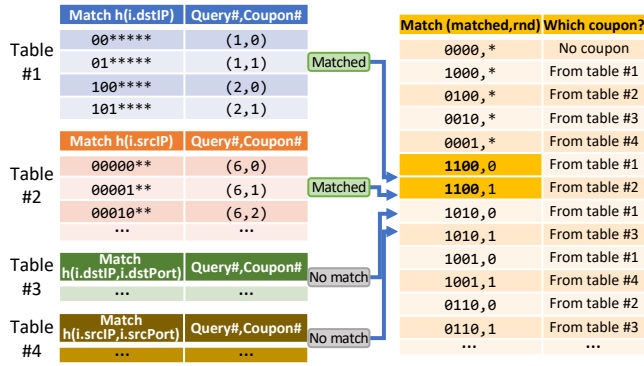 Table
#1
Match h(i.dstIP) Query#,Coupon#
00***** (1,0)
01***** (1,1)
100**** (2,0)
101**** (2,1)
Matched
Table
#2
Match h(i.srcIP) Query#,Coupon#
00000** (6,0)
00001** (6,1)
00010** (6,2)
... ...
Matched
Table
#3
Match
h(i.dstIP,i.dstPort) Query#,Coupon#
... ...
No match
Table
#4
Match
h(i.srcIP,i.srcPort) Query#,Coupon#
... ...
No match
Match (matched,rnd) Which coupon?
0000,* No coupon
1000,* From table #1
0100,* From table #2
0010,* From table #3
0001,* From table #4
1100,0 From table #1
1100,1 From table #2
1010,0 From table #1
1010,1 From table #3
1001,0 From table #1
1001,1 From table #4
0110,0 From table #2
0110,1 From table #3
... ...